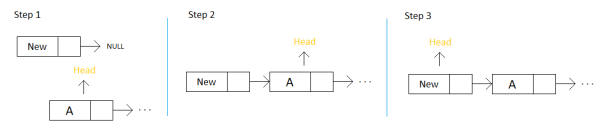 Step 1
New
NULL
Head
A
...
Step 2
Head
New
A
...
Step 3
Head
New
A
...